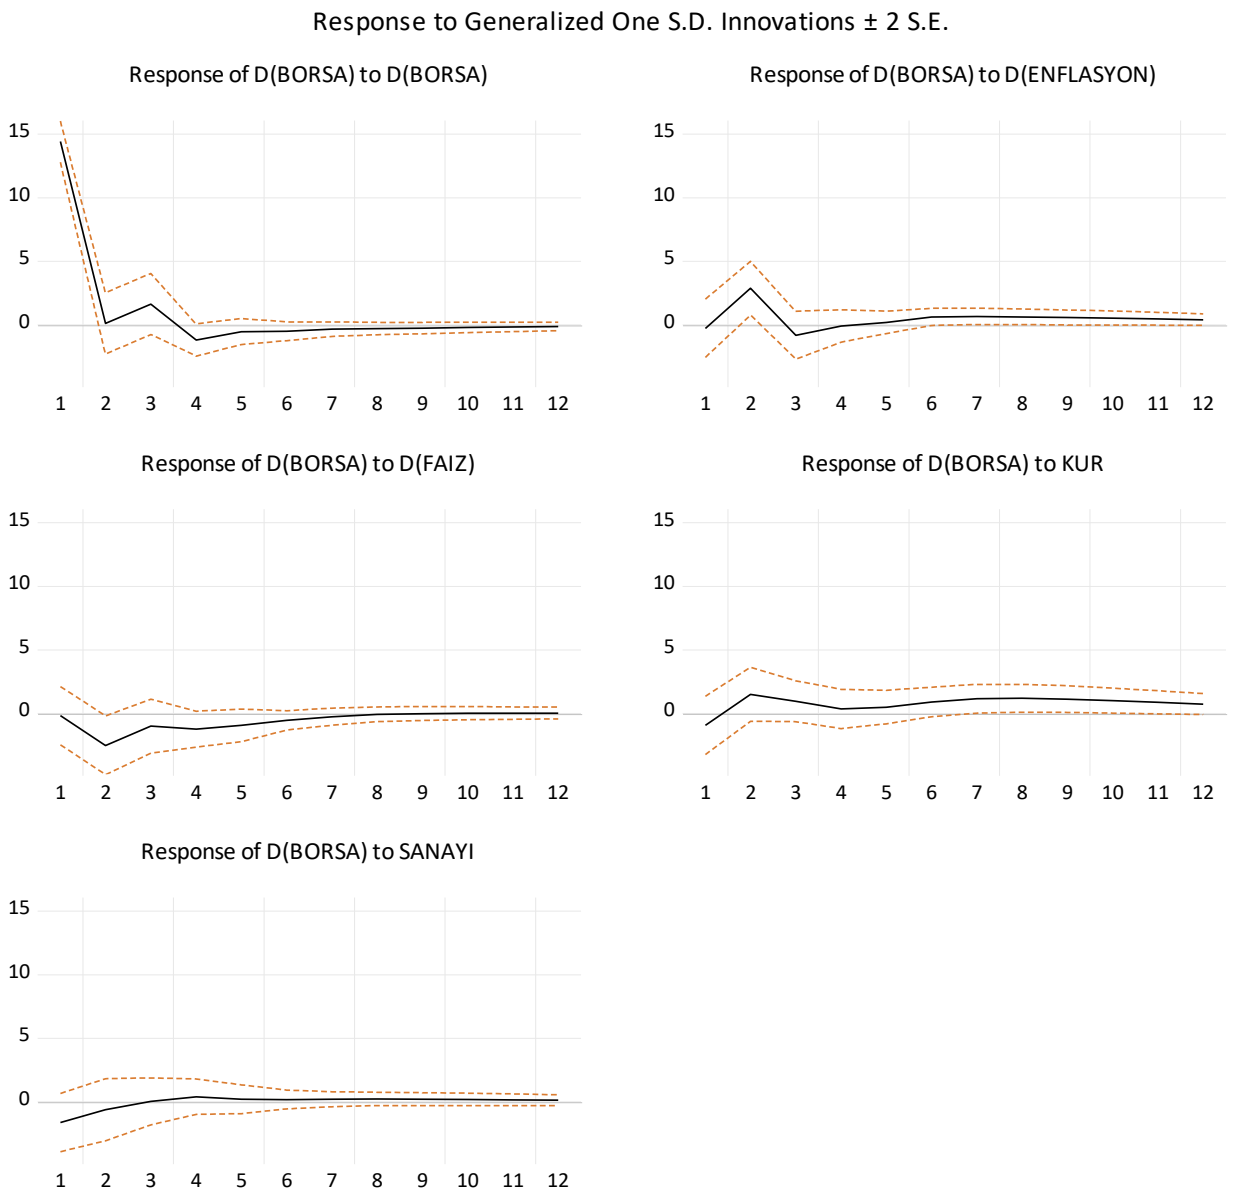 Response to Generalized One S.D. Innovations ± 2 S.E.
Response of D(BORSA) to D(BORSA)
15
10
5
0
1 2 3 4 5 6 7 8 9 10 11 12
Response of D(BORSA) to D(ENFLASYON)
15
10
5
0
1 2 3 4 5 6 7 8 9 10 11 12
Response of D(BORSA) to D(FAIZ)
15
10
5
0
1 2 3 4 5 6 7 8 9 10 11 12
Response of D(BORSA) to KUR
15
10
5
0
1 2 3 4 5 6 7 8 9 10 11 12
Response of D(BORSA) to SANAYI
15
10
5
0
1 2 3 4 5 6 7 8 9 10 11 12